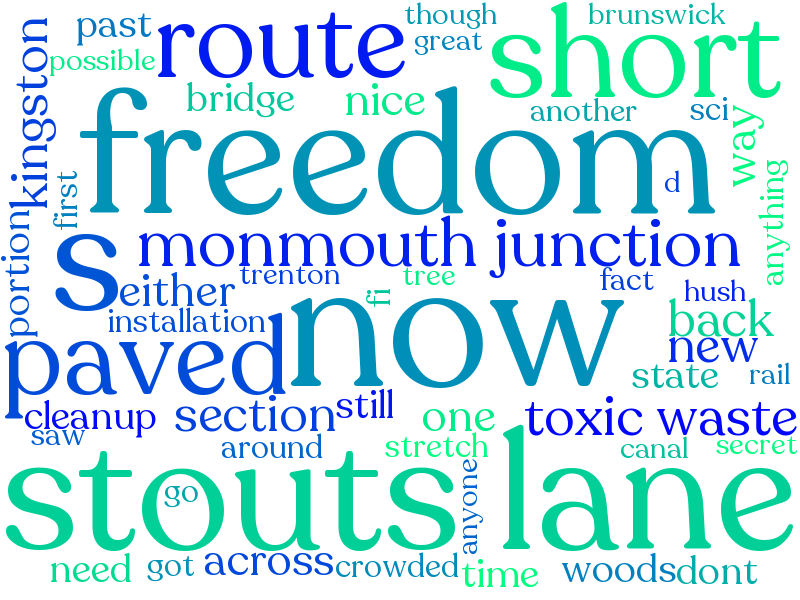 past
route
though
great
short
brunswick
possible
kingston
bridge
nice
another
sci
way
freedom
d
first
anything
portion
s
monmouth junction
either
trenton
tree
fi
fact
hush
installation
now
back
new
paved
state
rail
cleanup
section
still
one
toxic waste
saw
around
stretch
canal
secret
stouts lane
go
anyone
need
got
across
crowded
time
woods
dont